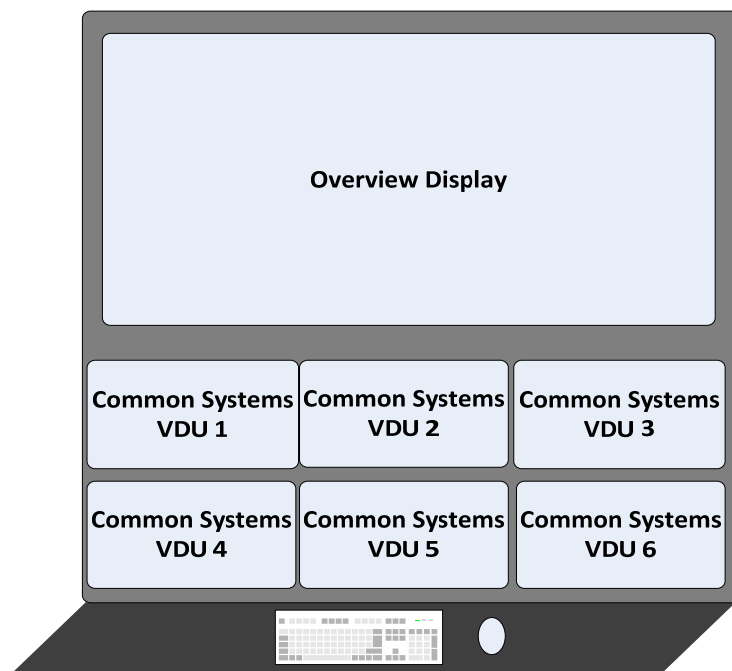 Overview Display
Common Systems
VDU 1
Common Systems
VDU 2
Common Systems
VDU 3
Common Systems
VDU 4
Common Systems
VDU 5
Common Systems
VDU 6